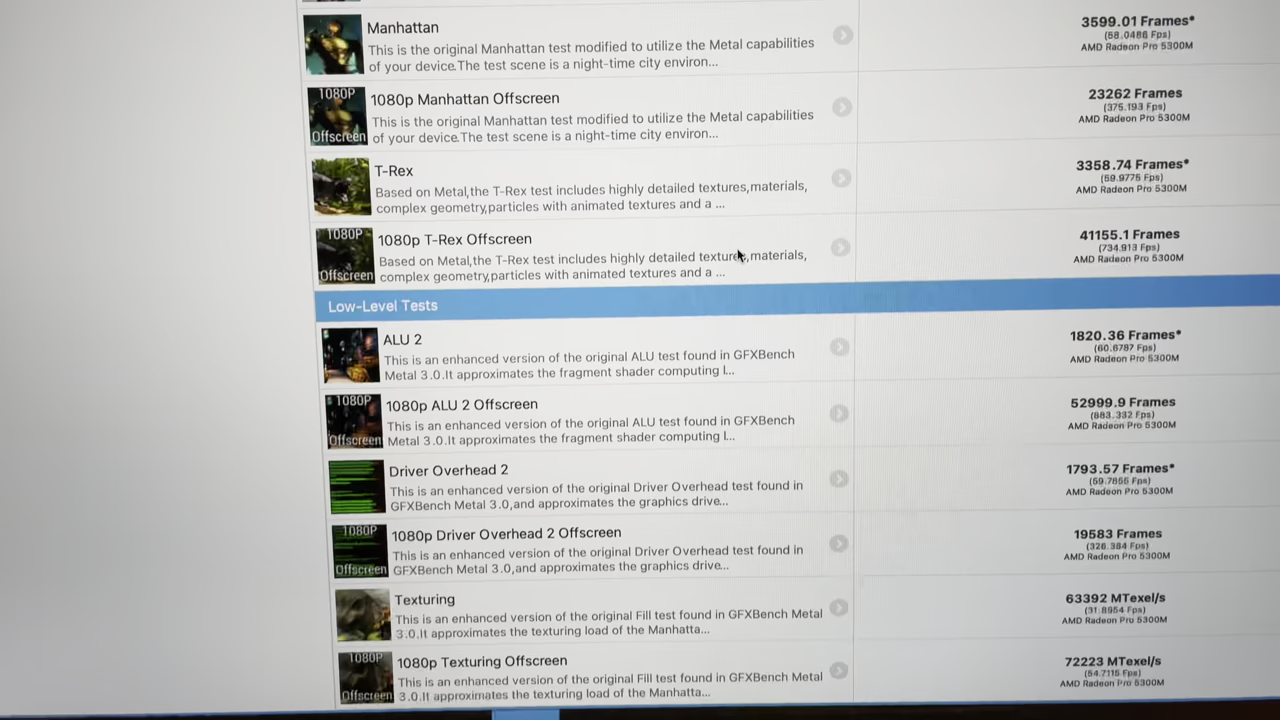 Manhattan
This is the original Manhattan test modified to utilize the Metal capabilities
of your device.The test scene is a night-time city environ...
3599.01 Frames*
(58.0486 Fps)
AMD Radeon Pro 5300M
1080P
Offscreen
1080p Manhattan Offscreen
This is the original Manhattan test modified to utilize the Metal capabilities
of your device.The test scene is a night-time city environ...
23262 Frames
(375.193 Fps)
AMD Radeon Pro 5300M
T-Rex
Based on Metal,the T-Rex test includes highly detailed textures,materials,
complex geometry,particles with animated textures and a ...
3358.74 Frames*
(59.9775 Fps)
AMD Radeon Pro 5300M
1080P
Offscreen
1080p T-Rex Offscreen
Based on Metal,the T-Rex test includes highly detailed textures,materials,
complex geometry,particles with animated textures and a ...
41155.1 Frames
(734.913 Fps)
AMD Radeon Pro 5300M
Low-Level Tests
ALU 2
This is an enhanced version of the original ALU test found in GFXBench
Metal 3.0.It approximates the fragment shader computing l...
1820.36 Frames*
(60.6787 Fps)
AMD Radeon Pro 5300M
1080P
Offscreen
1080p ALU 2 Offscreen
This is an enhanced version of the original ALU test found in GFXBench
Metal 3.0.It approximates the fragment shader computing l...
52999.9 Frames
(883.332 Fps)
AMD Radeon Pro 5300M
Driver Overhead 2
This is an enhanced version of the original Driver Overhead test found in
GFXBench Metal 3.0,and approximates the graphics drive...
1793.57 Frames*
(59.7856 Fps)
AMD Radeon Pro 5300M
1080P
Offscreen
1080p Driver Overhead 2 Offscreen
This is an enhanced version of the original Driver Overhead test found in
GFXBench Metal 3.0,and approximates the graphics drive...
19583 Frames
(326.384 Fps)
AMD Radeon Pro 5300M
Texturing
This is an enhanced version of the original Fill test found in GFXBench Metal
3.0.It approximates the texturing load of the Manhatta...
63392 MTexel/s
(31.8954 Fps)
AMD Radeon Pro 5300M
1080P
Offscreen
1080p Texturing Offscreen
This is an enhanced version of the original Fill test found in GFXBench Metal
3.0.It approximates the texturing load of the Manhatta...
72223 MTexel/s
(54.7115 Fps)
AMD Radeon Pro 5300M